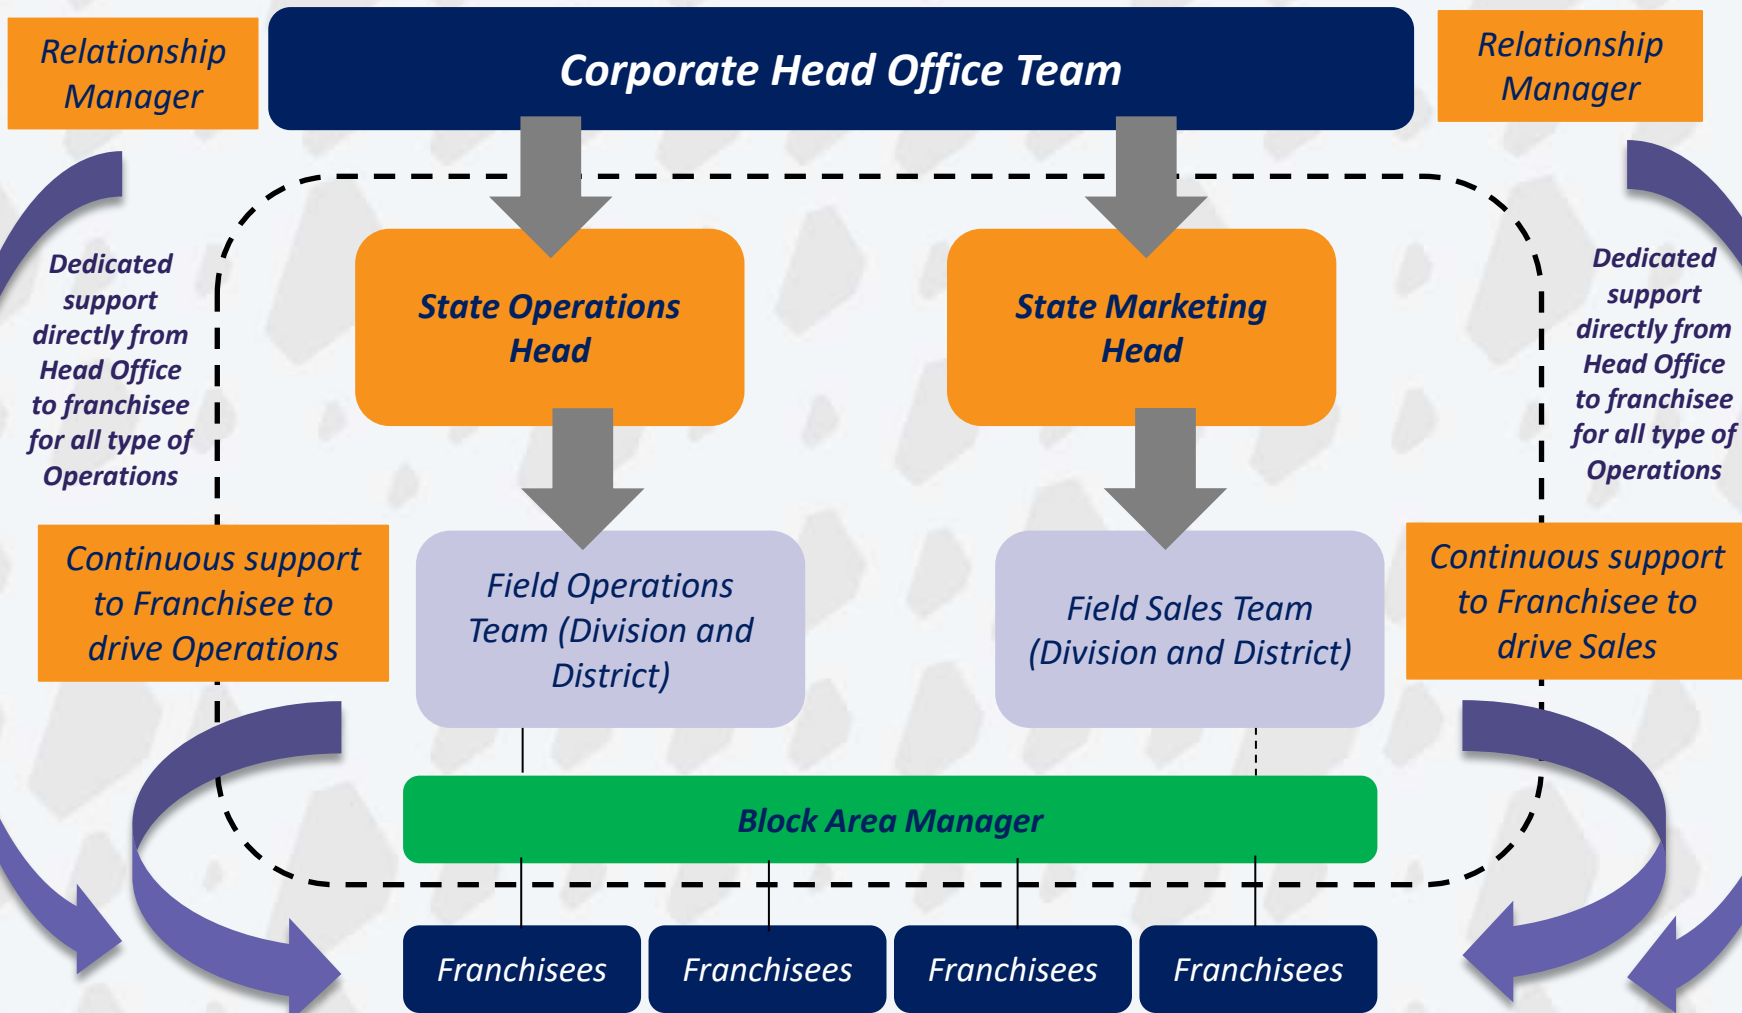 Relationship
Manager
Corporate Head Office Team
Relationship
Manager
Dedicated
support
directly from
Head Office
to franchisee
for all type of
Operations
State Operations
Head
State Marketing
Head
Dedicated
support
directly from
Head Office
to franchisee
for all type of
Operations
Continuous support
to Franchisee to
drive Operations
Field Operations
Team (Division and
District)
Field Sales Team
(Division and District)
Continuous support
to Franchisee to
drive Sales
Block Area Manager
Franchisees
Franchisees
Franchisees
Franchisees